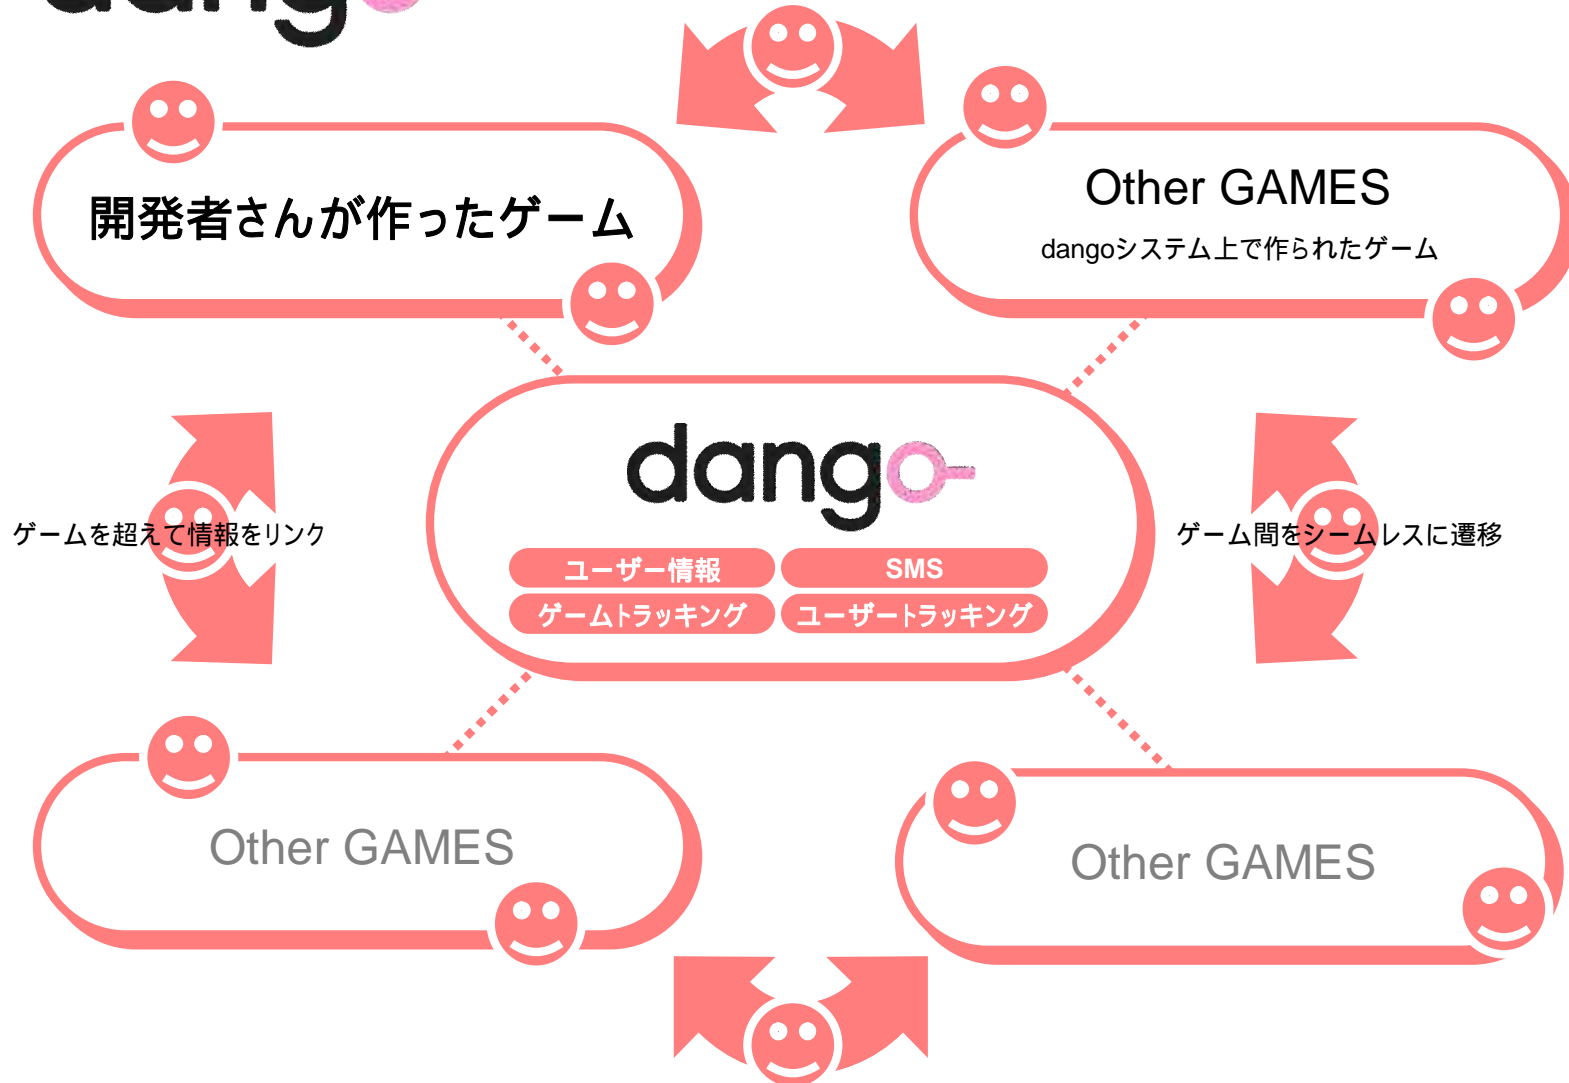 dango
開発者さんが作ったゲーム
Other GAMES
dangoシステム上で作られたゲーム
dango
ゲームを超えて情報をリンク
ゲーム間をシームレスに遷移
ユーザー情報
SMS
ゲームトラッキング
ユーザートラッキング
Other GAMES
Other GAMES